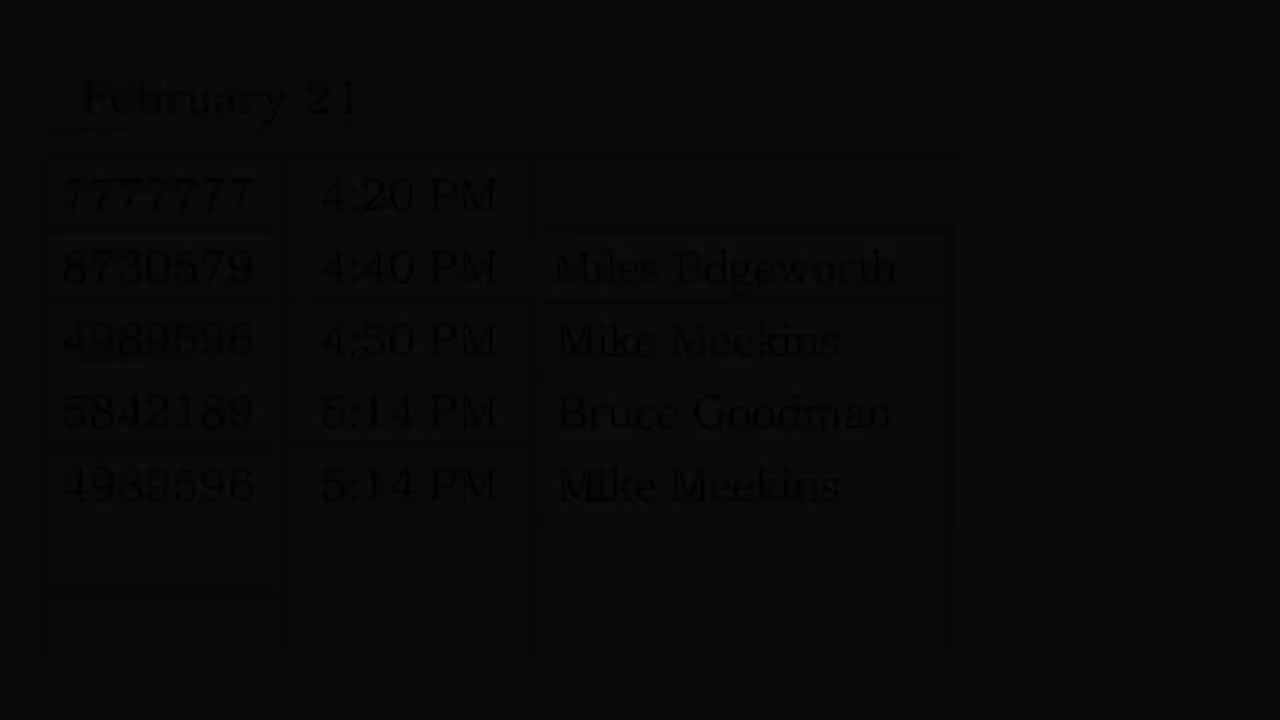 February 21
7777777 4:20 PM
8730579 4:40 PM Miles Edgeworth
4989596 4:50 PM Mike Meekins
5842189 5:14 PM Bruce Goodman
4989596 5:14 PM Mike Meekins